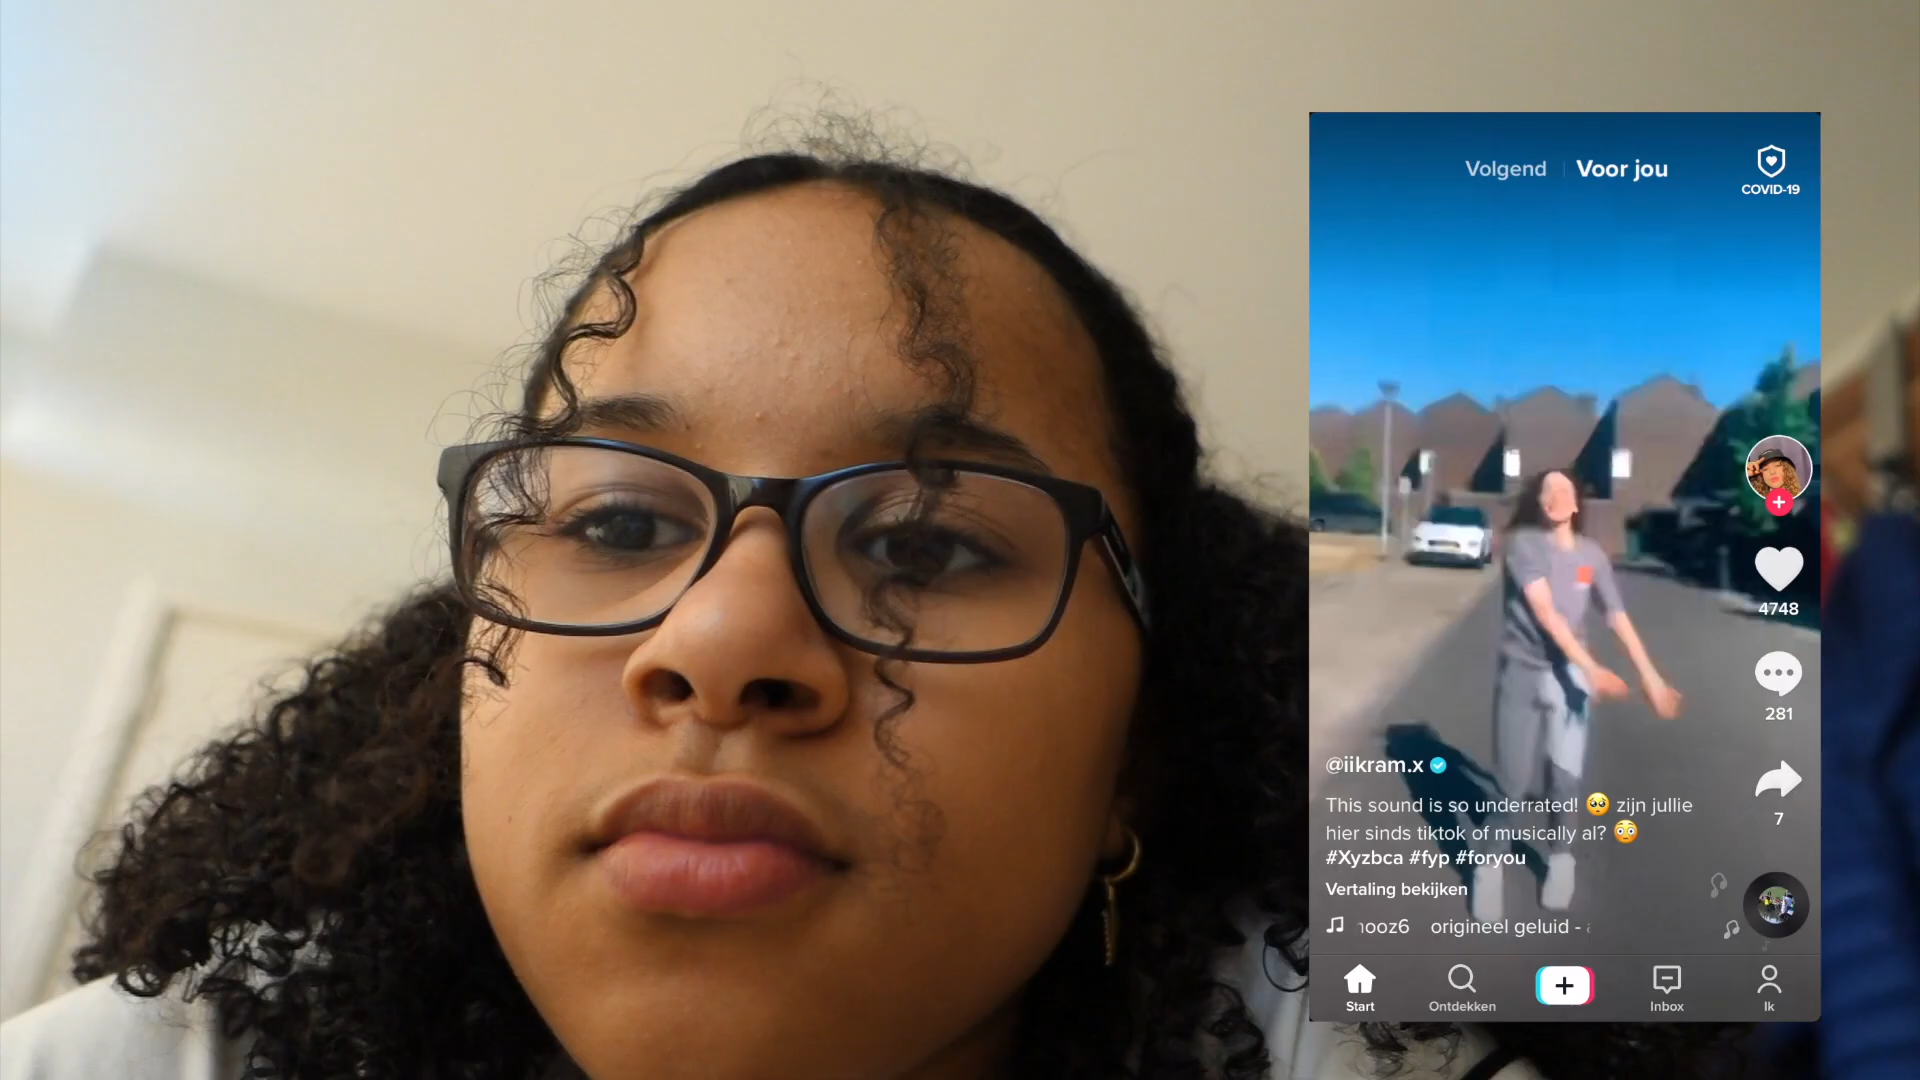 Volgend
Voor jou
COVID-19
4748
281
7
@iikram.x
This sound is so underrated! 🥺 zijn jullie
hier sinds tiktok of musically al? 😳
#Xyzbca #fyp #foryou
Vertaling bekijken
origineel geluid -
Start
Ontdekken
Inbox
Ik